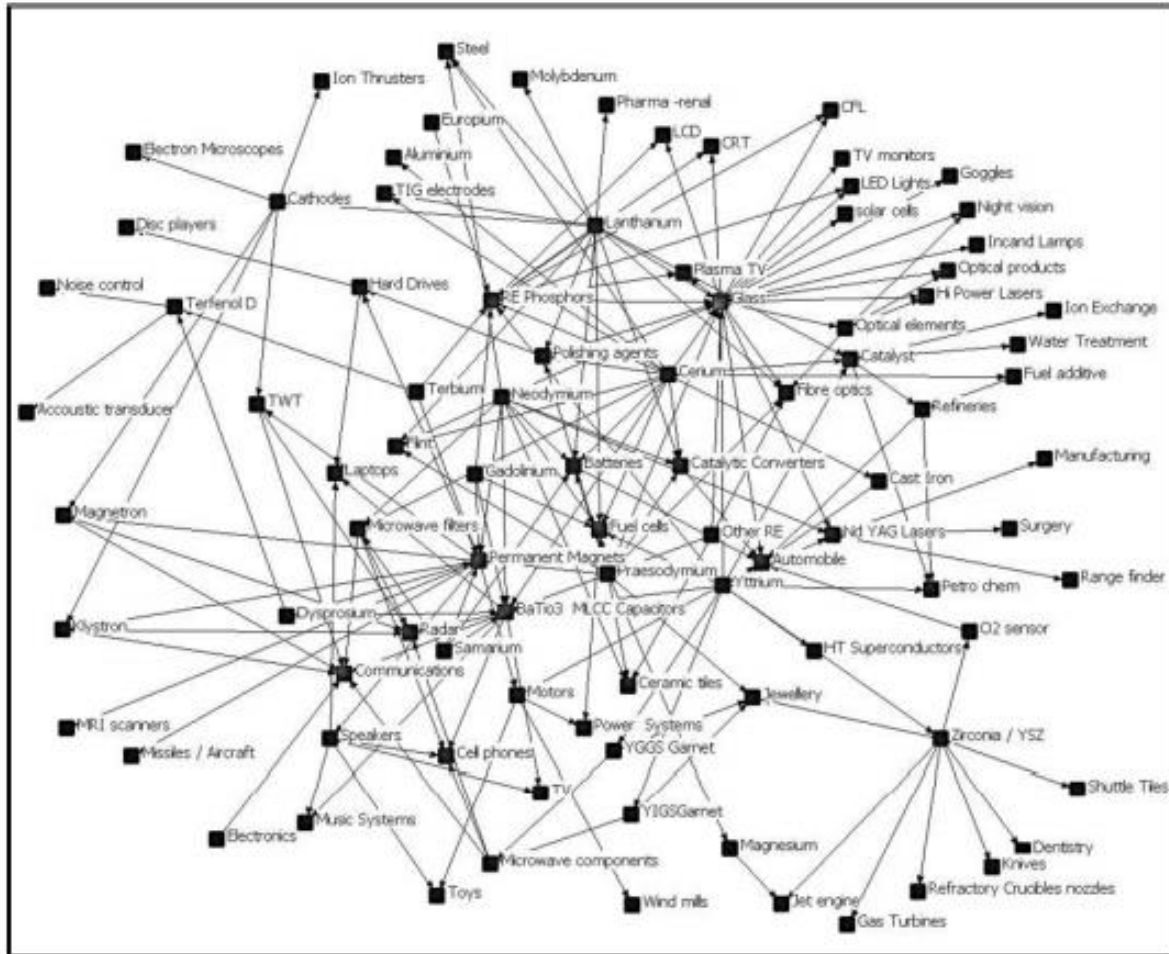 Steel
Ion Thrusters
Molybdenum
Pharma -renal
CFL
Europium
LCD
CRT
Electron Microscopes
Aluminium
TV monitors
TIG electrodes
LED Lights
Goggles
Cathodes
Lanthanum
solar cells
Night vision
Disc players
Incand Lamps
Noise control
Hard Drives
Plasma TV
Optical products
Terfenol D
RE Phosphors
Glass
Hi Power Lasers
Ion Exchange
Optical elements
Water Treatment
Polishing agents
Catalyst
Cerium
Fuel additive
Terbium
Neodymium
Fibre optics
Accoustic transducer
TWT
Refineries
Flint
Manufacturing
Laptops
Gadolinium
Batteries
Catalytic Converters
Cast Iron
Magnetron
Microwave filters
Fuel cells
Other RE
Nd YAG Lasers
Surgery
Permanent Magnets
Praesodymium
Automobile
Range finder
Yttrium
Petro chem
Dysprosium
BaTio3 MLCC Capacitors
Klystron
Radar
O2 sensor
Samarium
HT Superconductors
Communications
Ceramic tiles
Motors
Jewellery
MRI scanners
Power Systems
Speakers
Zirconia / YSZ
Missiles / Aircraft
Cell phones
YGGS Garnet
TV
Shuttle Tiles
Music Systems
YIGSGarnet
Electronics
Magnesium
Dentistry
Microwave components
Knives
Toys
Refractory Crucibles nozzles
Wind mills
Jet engine
Gas Turbines